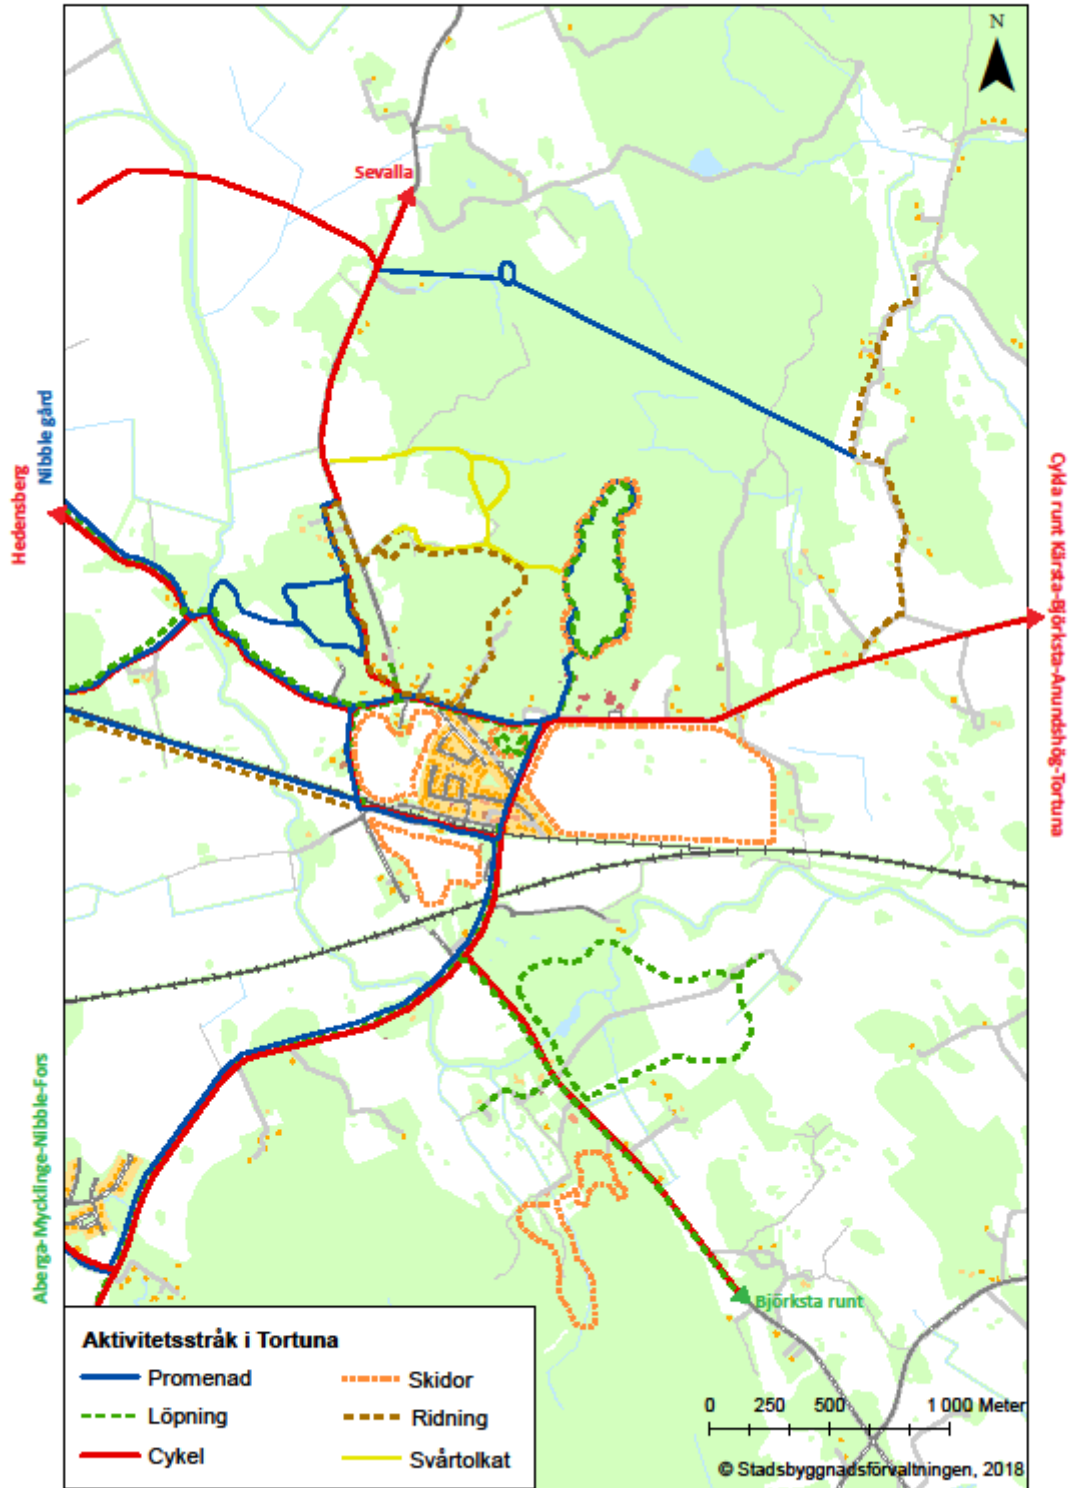 N
Sevalla
Nibble gård
Hedensberg
Cykla runt Kärsta-Björksta-Anundshög-Tortuna
Aberga-Mycklinge-Nibble-Fors
Björksta runt
Aktivitetsstråk i Tortuna
Promenad
Löpning
Cykel
Skidor
Ridning
Svårtolkat
0 250 500 1 000 Meter
© Stadsbyggnadsförvaltningen, 2018